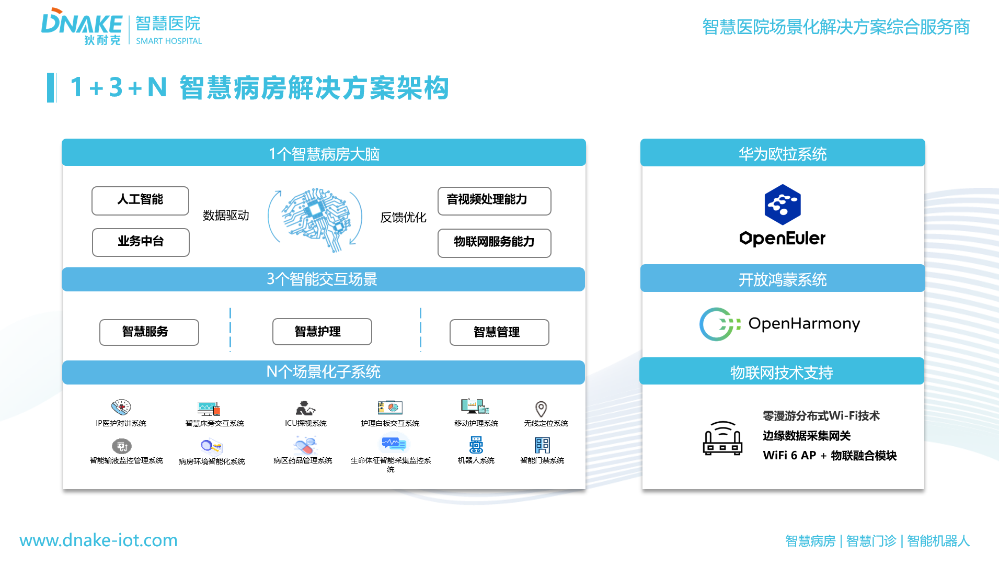 DNAKE
狄耐克
智慧医院
SMART HOSPITAL
智慧医院场景化解决方案综合服务商
1+3+N 智慧病房解决方案架构
1个智慧病房大脑
人工智能
业务中台
数据驱动
反馈优化
音视频处理能力
物联网服务能力
3个智能交互场景
智慧服务
智慧护理
智慧管理
N个场景化子系统
IP医护对讲系统
智慧床旁交互系统
ICU探视系统
护理白板交互系统
移动护理系统
无线定位系统
智能输液监控管理系统
病房环境智能化系统
病区药品管理系统
生命体征智能采集监控系
统
机器人系统
智能门禁系统
华为欧拉系统
OpenEuler
开放鸿蒙系统
OpenHarmony
物联网技术支持
零漫游分布式Wi-Fi技术
边缘数据采集网关
WiFi 6 AP + 物联融合模块
www.dnake-iot.com
智慧病房 | 智慧门诊 | 智能机器人